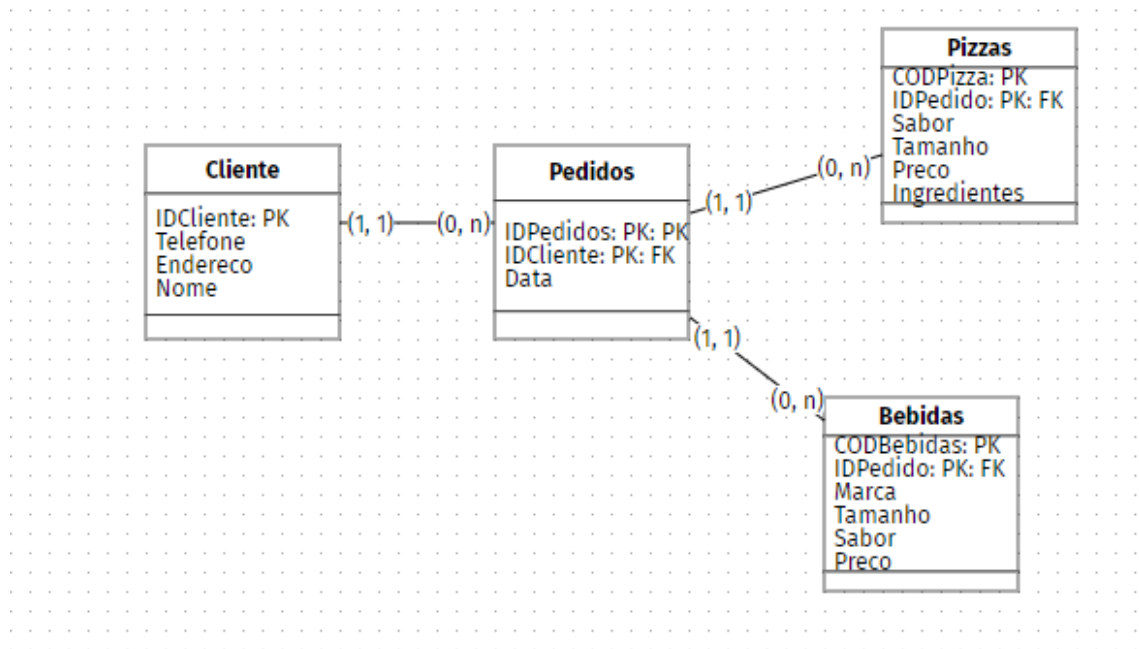 Cliente
IDCliente: PK
Telefone
Endereco
Nome
(1, 1)
(0, n)
Pedidos
IDPedidos: PK: PK
IDCliente: PK: FK
Data
(1, 1)
(0, n)
Pizzas
CODPizza: PK
IDPedido: PK: FK
Sabor
Tamanho
Preco
Ingredientes
(1, 1)
(0, n)
Bebidas
CODBebidas: PK
IDPedido: PK: FK
Marca
Tamanho
Sabor
Preco